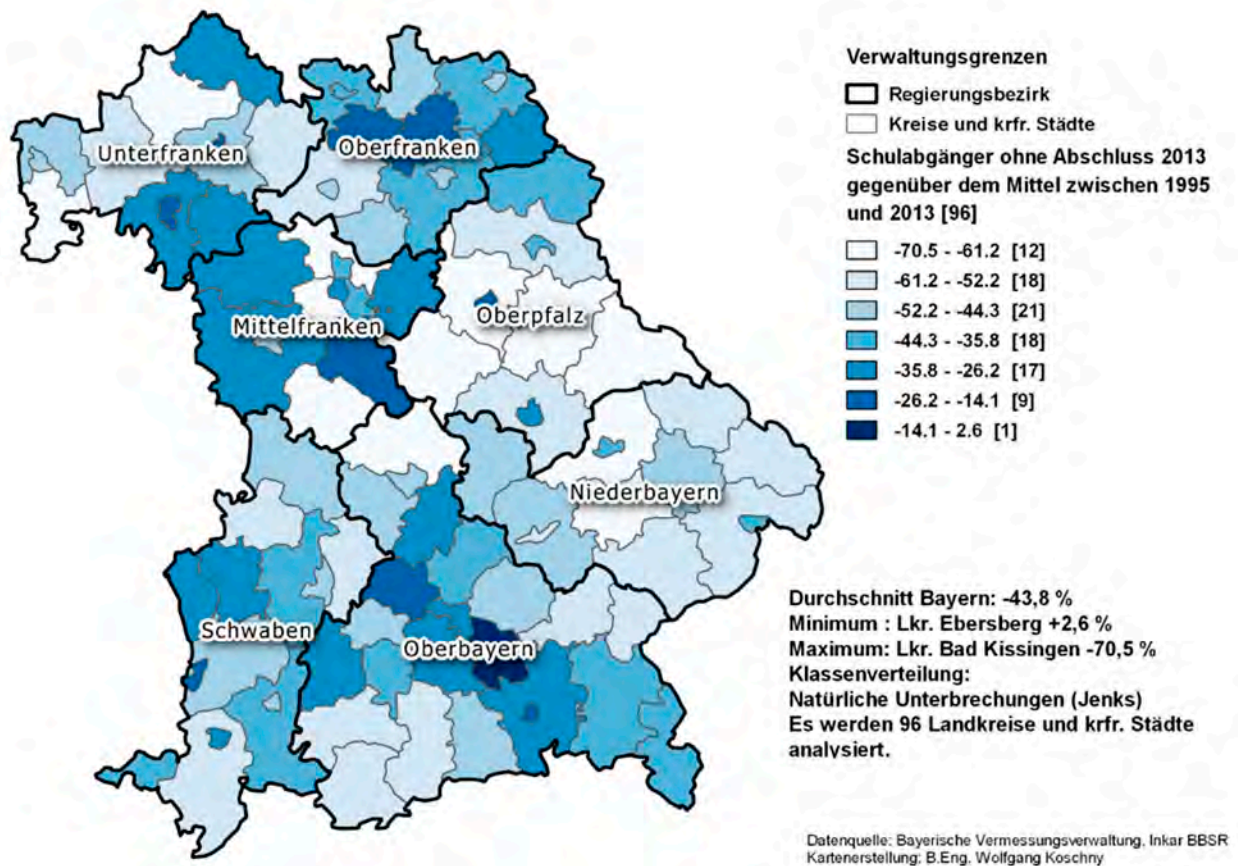 Unterfranken
Oberfranken
Mittelfranken
Oberpfalz
Niederbayern
Schwaben
Oberbayern
Verwaltungsgrenzen
Regierungsbezirk
Kreise und krfr. Städte
Schulabgänger ohne Abschluss 2013
gegenüber dem Mittel zwischen 1995
und 2013 [96]
-70.5 - -61.2 [12]
-61.2 - -52.2 [18]
-52.2 - -44.3 [21]
-44.3 - -35.8 [18]
-35.8 - -26.2 [17]
-26.2 - -14.1 [9]
-14.1 - 2.6 [1]
Durchschnitt Bayern: -43,8 %
Minimum : Lkr. Ebersberg +2,6 %
Maximum: Lkr. Bad Kissingen -70,5 %
Klassenverteilung:
Natürliche Unterbrechungen (Jenks)
Es werden 96 Landkreise und krfr. Städte
analysiert.
Datenquelle: Bayerische Vermessungsverwaltung, Inkar BBSR
Kartenerstellung: B.Eng. Wolfgang Koschny